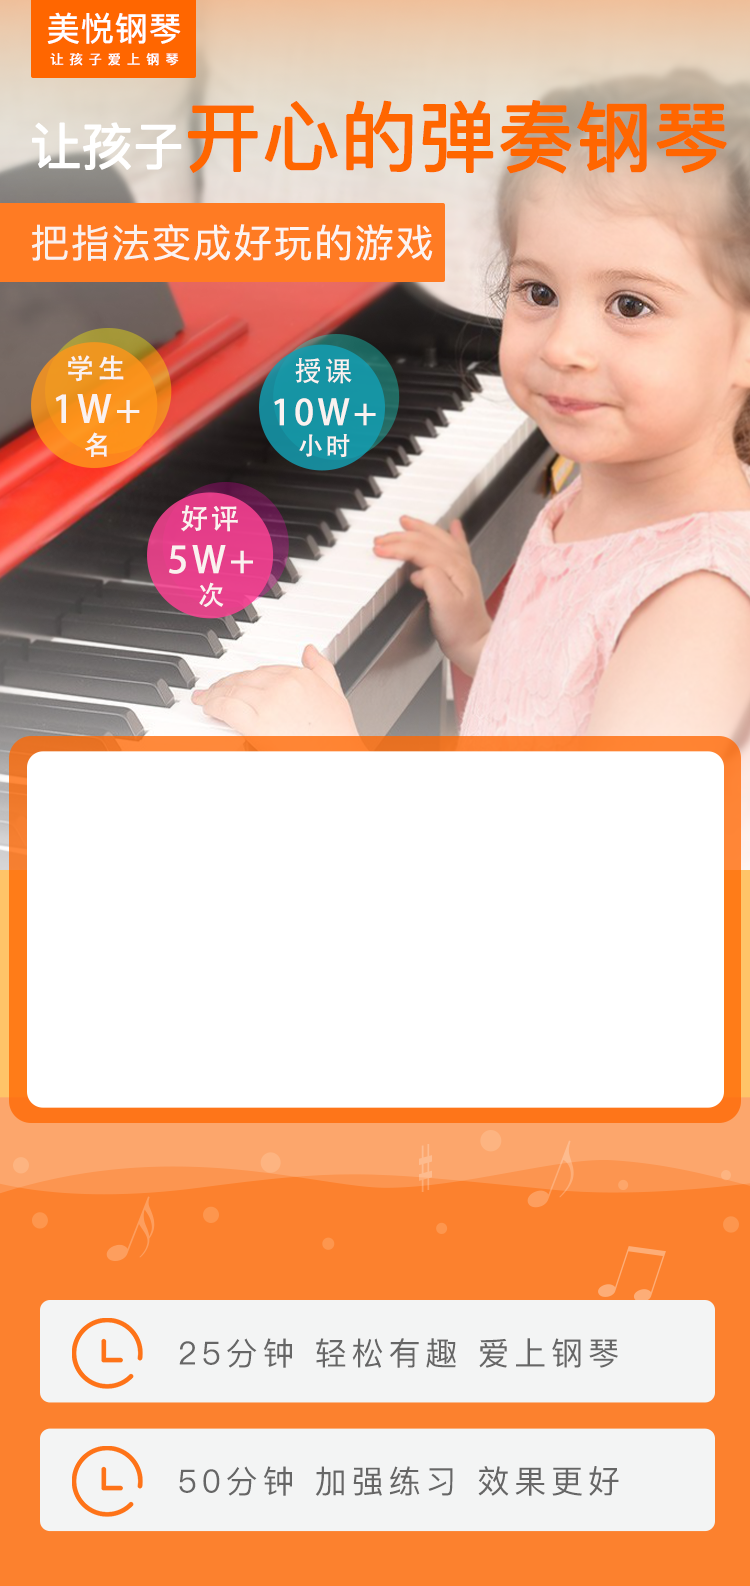 美悦钢琴
让孩子爱上钢琴
让孩子开心的弹奏钢琴
把指法变成好玩的游戏
学生
1W+
名
授课
10W+
小时
好评
5W+
次
25分钟 轻松有趣 爱上钢琴
50分钟 加强练习 效果更好